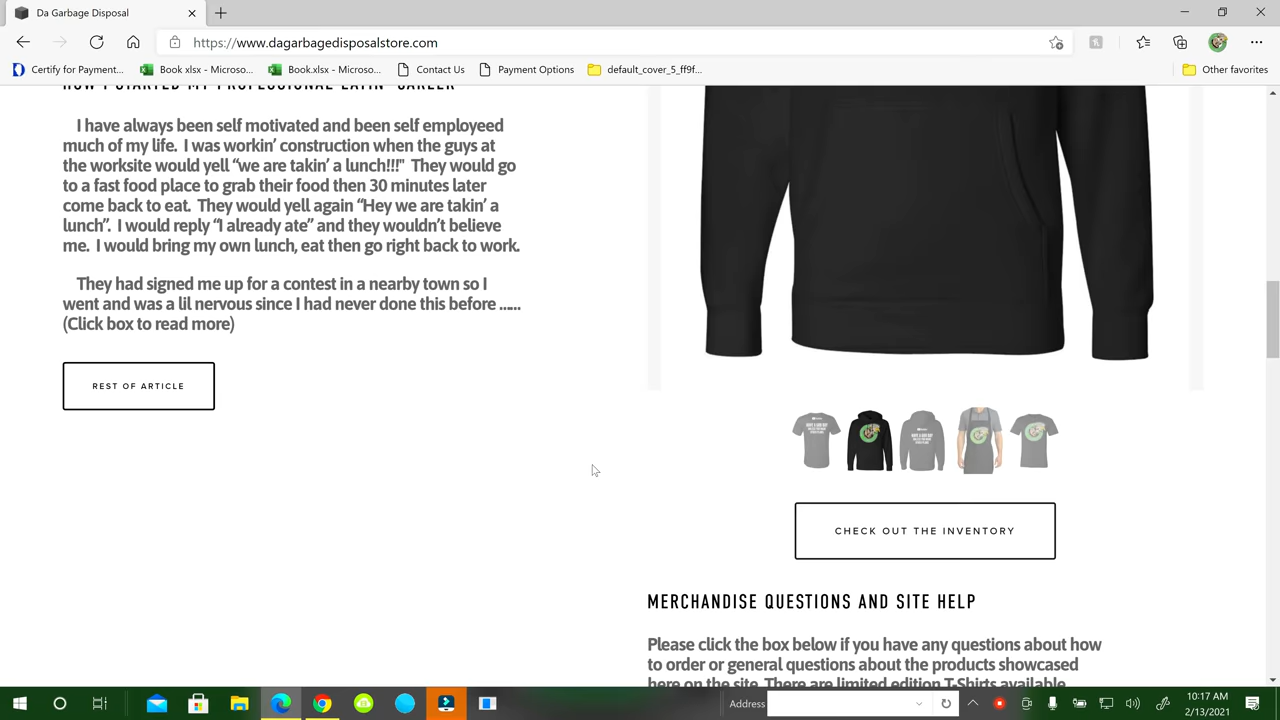 Da Garbage Disposal
https://www.dagarbagedisposalstore.com
Certify for Payment...
Book xlsx - Microso...
Book.xlsx - Microso...
Contact Us
Payment Options
default_cover_5_ff9f...
Other favorites
HOW I STARTED MY PROFESSIONAL EATIN' CAREER
I have always been self motivated and been self employeed
much of my life. I was workin’ construction when the guys at
the worksite would yell “we are takin’ a lunch!!!" They would go
to a fast food place to grab their food then 30 minutes later
come back to eat. They would yell again “Hey we are takin’ a
lunch”. I would reply “I already ate” and they wouldn’t believe
me. I would bring my own lunch, eat then go right back to work.
They had signed me up for a contest in a nearby town so I
went and was a lil nervous since I had never done this before ......
(Click box to read more)
REST OF ARTICLE
CHECK OUT THE INVENTORY
MERCHANDISE QUESTIONS AND SITE HELP
Please click the box below if you have any questions about how
to order or general questions about the products showcased
here on the site. There are limited edition T-Shirts available
Address
10:17 AM
2/13/2021